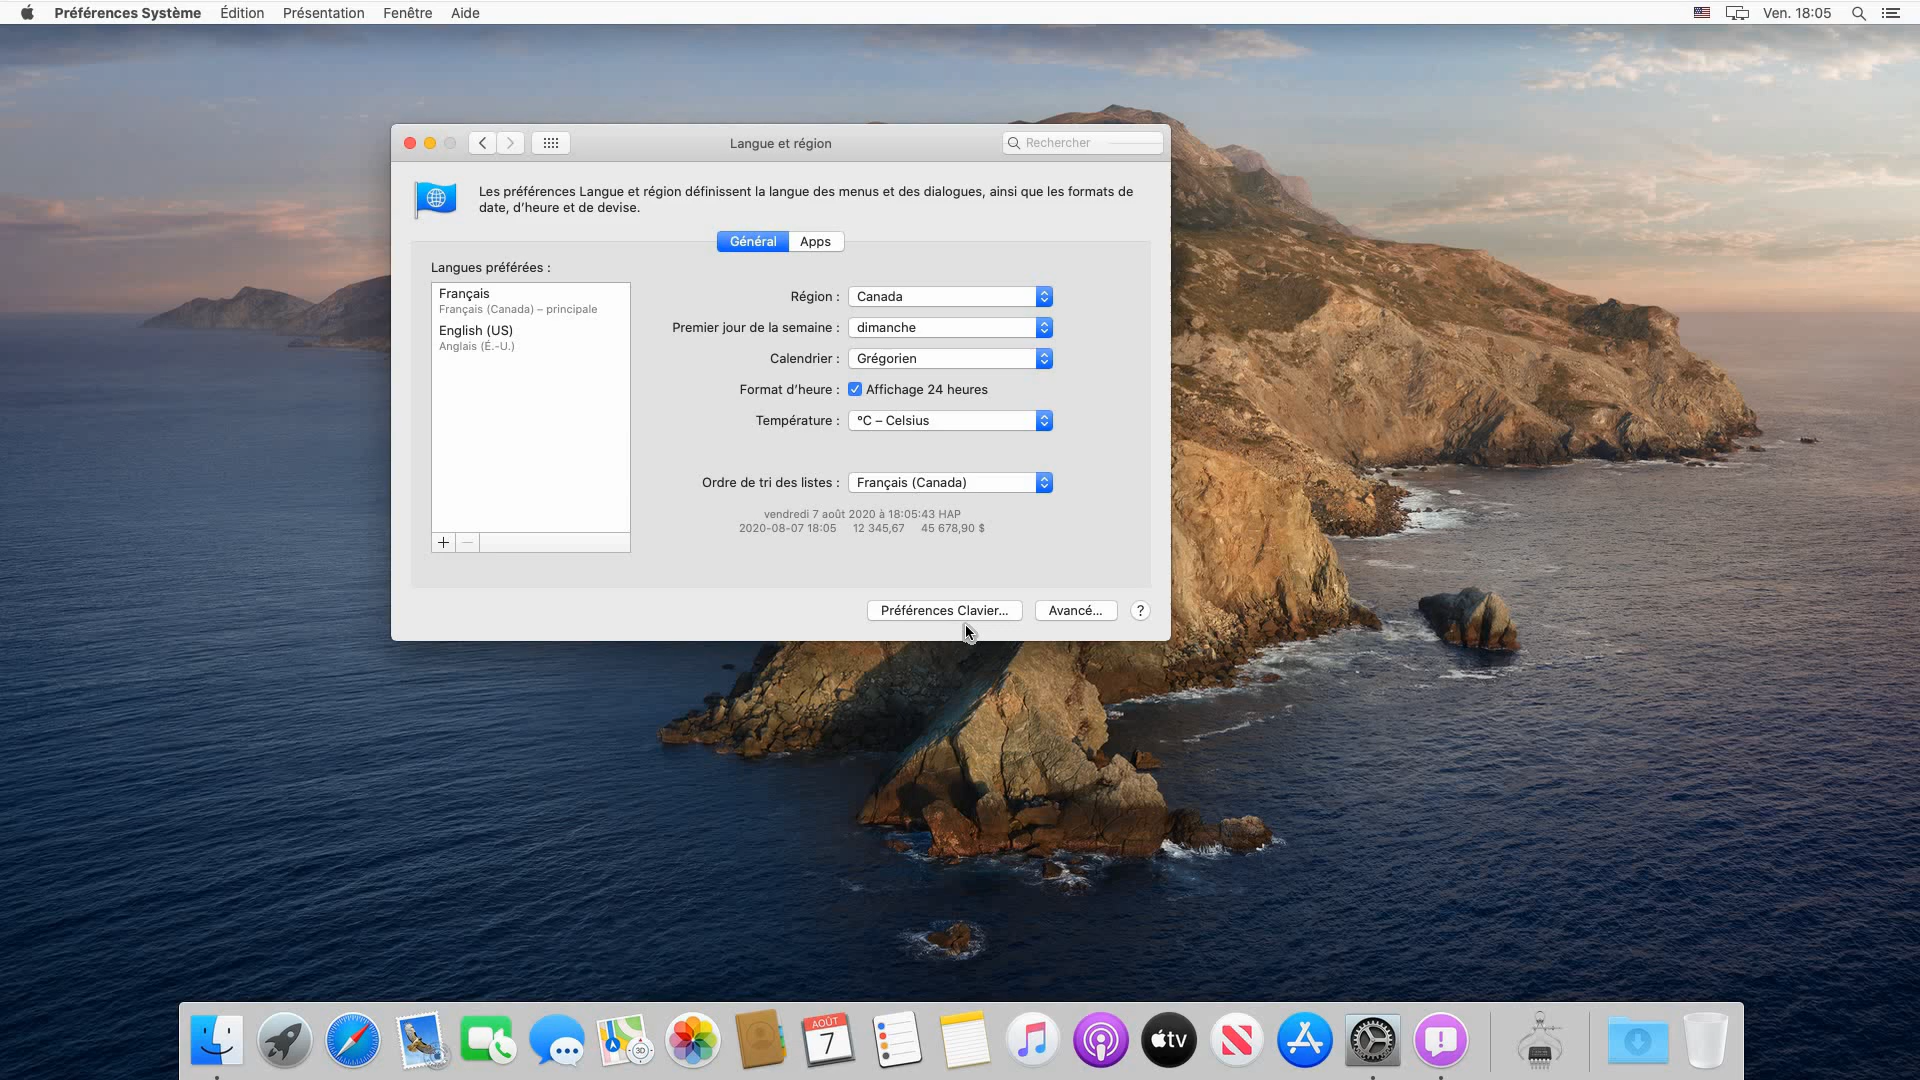 Préférences Système Édition Présentation Fenêtre Aide Ven. 18:05
Langue et région
Rechercher
Les préférences Langue et région définissent la langue des menus et des dialogues, ainsi que les formats de
date, d’heure et de devise.
Général Apps
Langues préférées :
Français
Français (Canada) – principale
English (US)
Anglais (É.-U.)
Région : Canada
Premier jour de la semaine : dimanche
Calendrier : Grégorien
Format d’heure : Affichage 24 heures
Température : °C – Celsius
Ordre de tri des listes : Français (Canada)
vendredi 7 août 2020 à 18:05:43 HAP
2020-08-07 18:05 12 345,67 45 678,90 $
Préférences Clavier... Avancé... ?
3D
AOÛT
7
tv